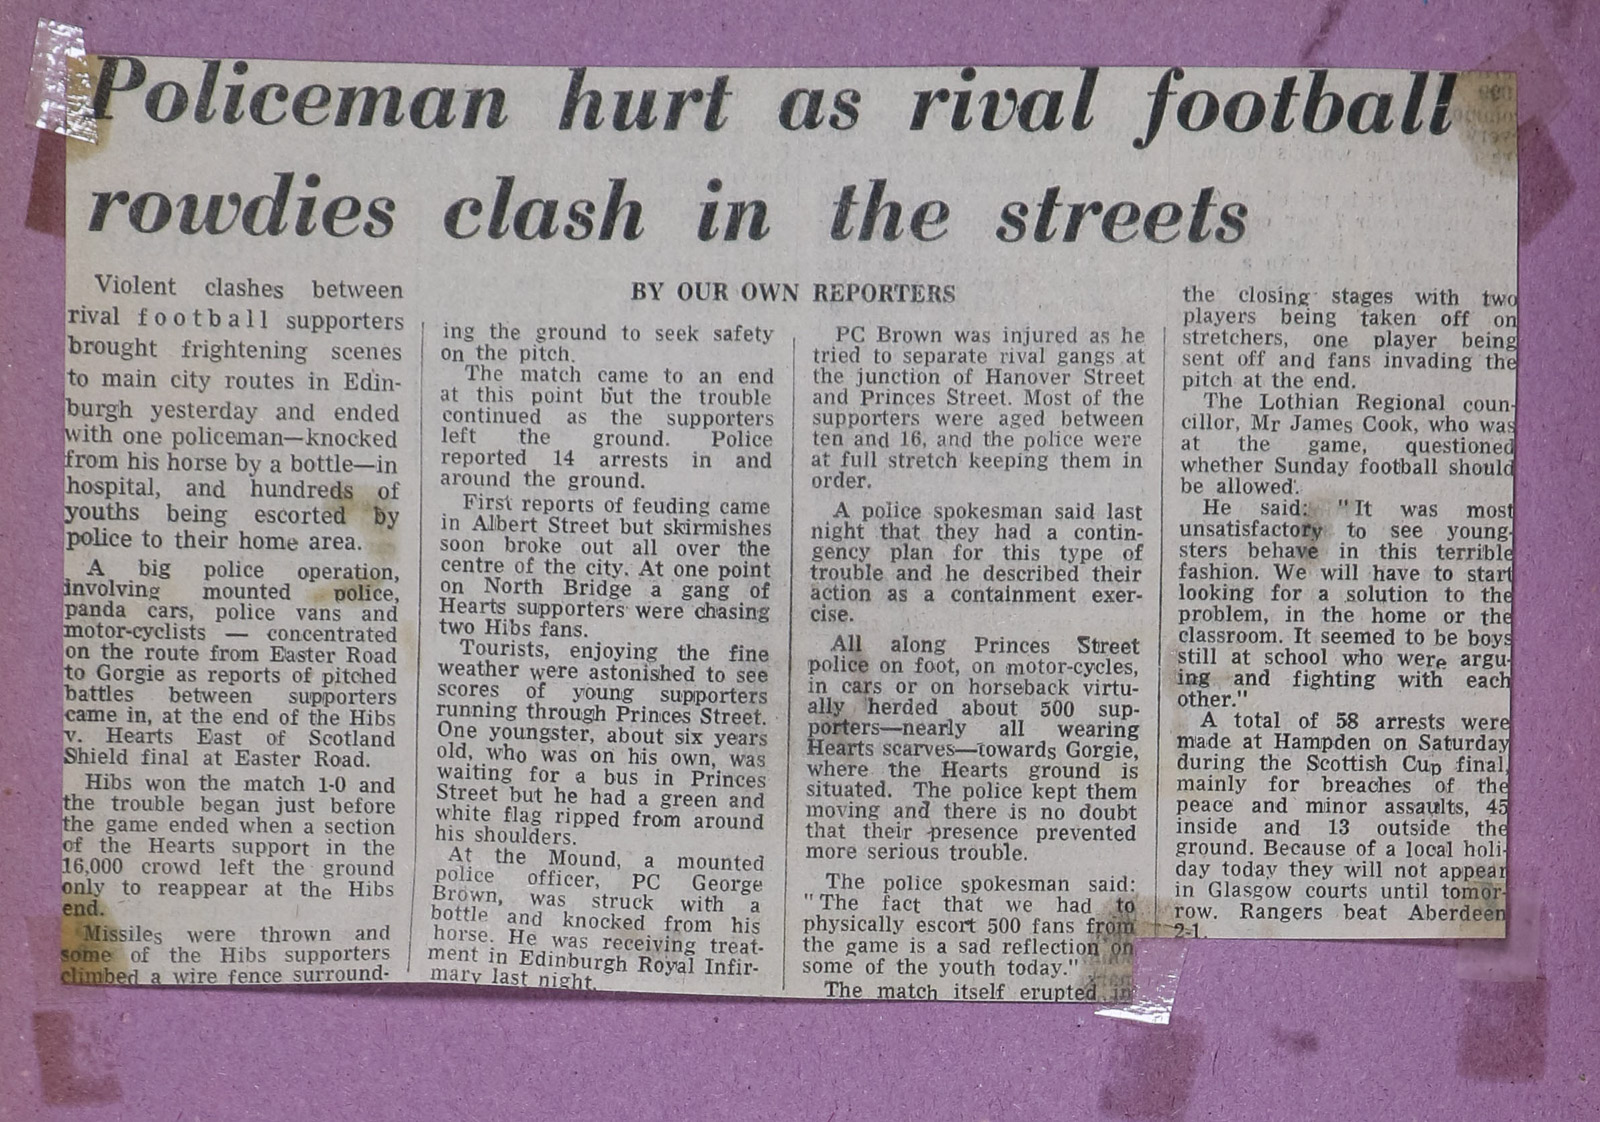 Policeman hurt as rival football
rowdies clash in the streets
BY OUR OWN REPORTERS
Violent clashes between
rival football supporters
brought frightening scenes
to main city routes in Edin-
burgh yesterday and ended
with one policeman—knocked
from his horse by a bottle—in
hospital, and hundreds of
youths being escorted by
police to their home area.
A big police operation,
involving mounted police,
panda cars, police vans and
motor-cyclists — concentrated
on the route from Easter Road
to Gorgie as reports of pitched
battles between supporters
came in, at the end of the Hibs
v. Hearts East of Scotland
Shield final at Easter Road.
Hibs won the match 1-0 and
the trouble began just before
the game ended when a section
of the Hearts support in the
16,000 crowd left the ground
only to reappear at the Hibs
end.
Missiles were thrown and
some of the Hibs supporters
climbed a wire fence surround-
ing the ground to seek safety
on the pitch.
The match came to an end
at this point but the trouble
continued as the supporters
left the ground. Police
reported 14 arrests in and
around the ground.
First reports of feuding came
in Albert Street but skirmishes
soon broke out all over the
centre of the city. At one point
on North Bridge a gang of
Hearts supporters were chasing
two Hibs fans.
Tourists, enjoying the fine
weather were astonished to see
scores of young supporters
running through Princes Street.
One youngster, about six years
old, who was on his own, was
waiting for a bus in Princes
Street but he had a green and
white flag ripped from around
his shoulders.
At the Mound, a mounted
police officer, PC George
Brown, was struck with a
bottle and knocked from his
horse. He was receiving treat-
ment in Edinburgh Royal Infir-
mary last night.
PC Brown was injured as he
tried to separate rival gangs at
the junction of Hanover Street
and Princes Street. Most of the
supporters were aged between
ten and 16, and the police were
at full stretch keeping them in
order.
A police spokesman said last
night that they had a contin-
gency plan for this type of
trouble and he described their
action as a containment exer-
cise.
All along Princes Street
police on foot, on motor-cycles,
in cars or on horseback virtu-
ally herded about 500 sup-
porters—nearly all wearing
Hearts scarves—towards Gorgie,
where the Hearts ground is
situated. The police kept them
moving and there is no doubt
that their presence prevented
more serious trouble.
The police spokesman said:
"The fact that we had to
physically escort 500 fans from
the game is a sad reflection on
some of the youth today."
The match itself erupted in
the closing stages with two
players being taken off on
stretchers, one player being
sent off and fans invading the
pitch at the end.
The Lothian Regional coun-
cillor, Mr James Cook, who was
at the game, questioned
whether Sunday football should
be allowed.
He said: "It was most
unsatisfactory to see young-
sters behave in this terrible
fashion. We will have to start
looking for a solution to the
problem, in the home or the
classroom. It seemed to be boys
still at school who were argu-
ing and fighting with each
other."
A total of 58 arrests were
made at Hampden on Saturday
during the Scottish Cup final,
mainly for breaches of the
peace and minor assaults, 45
inside and 13 outside the
ground. Because of a local holi-
day today they will not appear
in Glasgow courts until tomor-
row. Rangers beat Aberdeen
2-1.